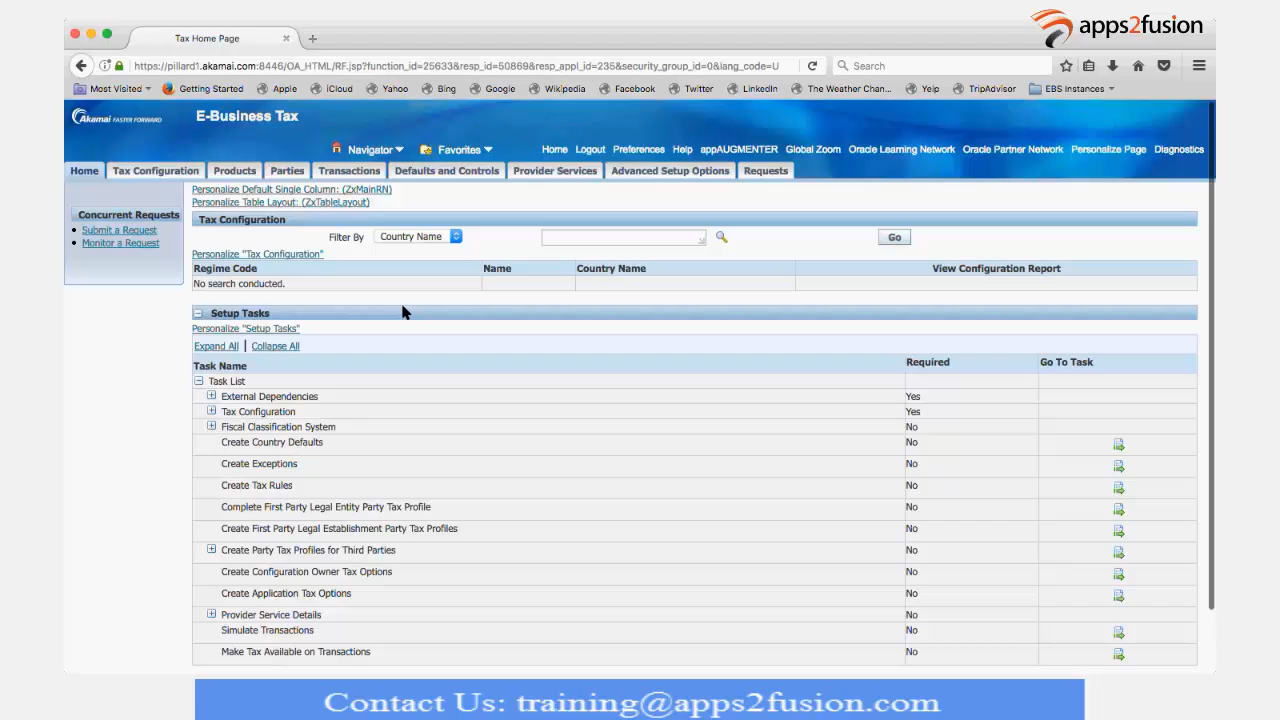 apps2fusion
Tax Home Page
https://pillard1.akamai.com:8446/OA_HTML/RF.jsp?function_id=25633&resp_id=50869&resp_appl_id=235&security_group_id=0&lang_code=U
Search
Most Visited Getting Started Apple iCloud Yahoo Bing Google Wikipedia Facebook Twitter LinkedIn The Weather Chan... Yelp TripAdvisor EBS Instances
Akamai FASTER FORWARD E-Business Tax
Navigator Favorites Home Logout Preferences Help appAUGMENTER Global Zoom Oracle Learning Network Oracle Partner Network Personalize Page Diagnostics
Home Tax Configuration Products Parties Transactions Defaults and Controls Provider Services Advanced Setup Options Requests
Concurrent Requests
Submit a Request
Monitor a Request
Personalize Default Single Column: (ZxMainRN)
Personalize Table Layout: (ZxTableLayout)
Tax Configuration
Filter By Country Name Go
Personalize "Tax Configuration"
Regime Code Name Country Name View Configuration Report
No search conducted.
Setup Tasks
Personalize "Setup Tasks"
Expand All | Collapse All
Task Name Required Go To Task
Task List
External Dependencies Yes
Tax Configuration Yes
Fiscal Classification System No
Create Country Defaults No
Create Exceptions No
Create Tax Rules No
Complete First Party Legal Entity Party Tax Profile No
Create First Party Legal Establishment Party Tax Profiles No
Create Party Tax Profiles for Third Parties No
Create Configuration Owner Tax Options No
Create Application Tax Options No
Provider Service Details No
Simulate Transactions No
Make Tax Available on Transactions No
Contact Us: training@apps2fusion.com